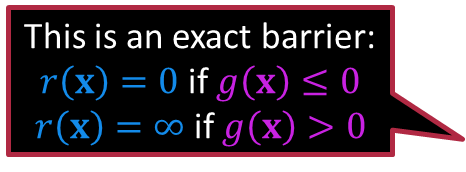 This is an exact barrier:
r(𝐱) = 0 if g(𝐱) ≤ 0
r(𝐱) = ∞ if g(𝐱) > 0